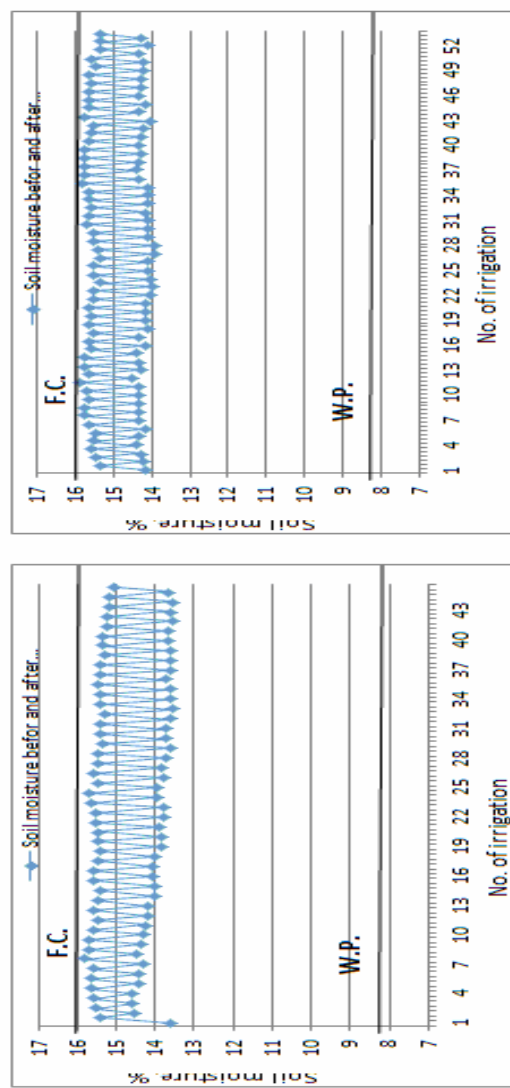 Soil moisture befor and after...
F.C.
W.P.
17
16
15
14
13
12
11
10
9
8
7
Soil moisture, %
1 4 7 10 13 16 19 22 25 28 31 34 37 40 43
No. of irrigation
Soil moisture befor and after...
F.C.
W.P.
17
16
15
14
13
12
11
10
9
8
7
Soil moisture, %
1 4 7 10 13 16 19 22 25 28 31 34 37 40 43 46 49 52
No. of irrigation